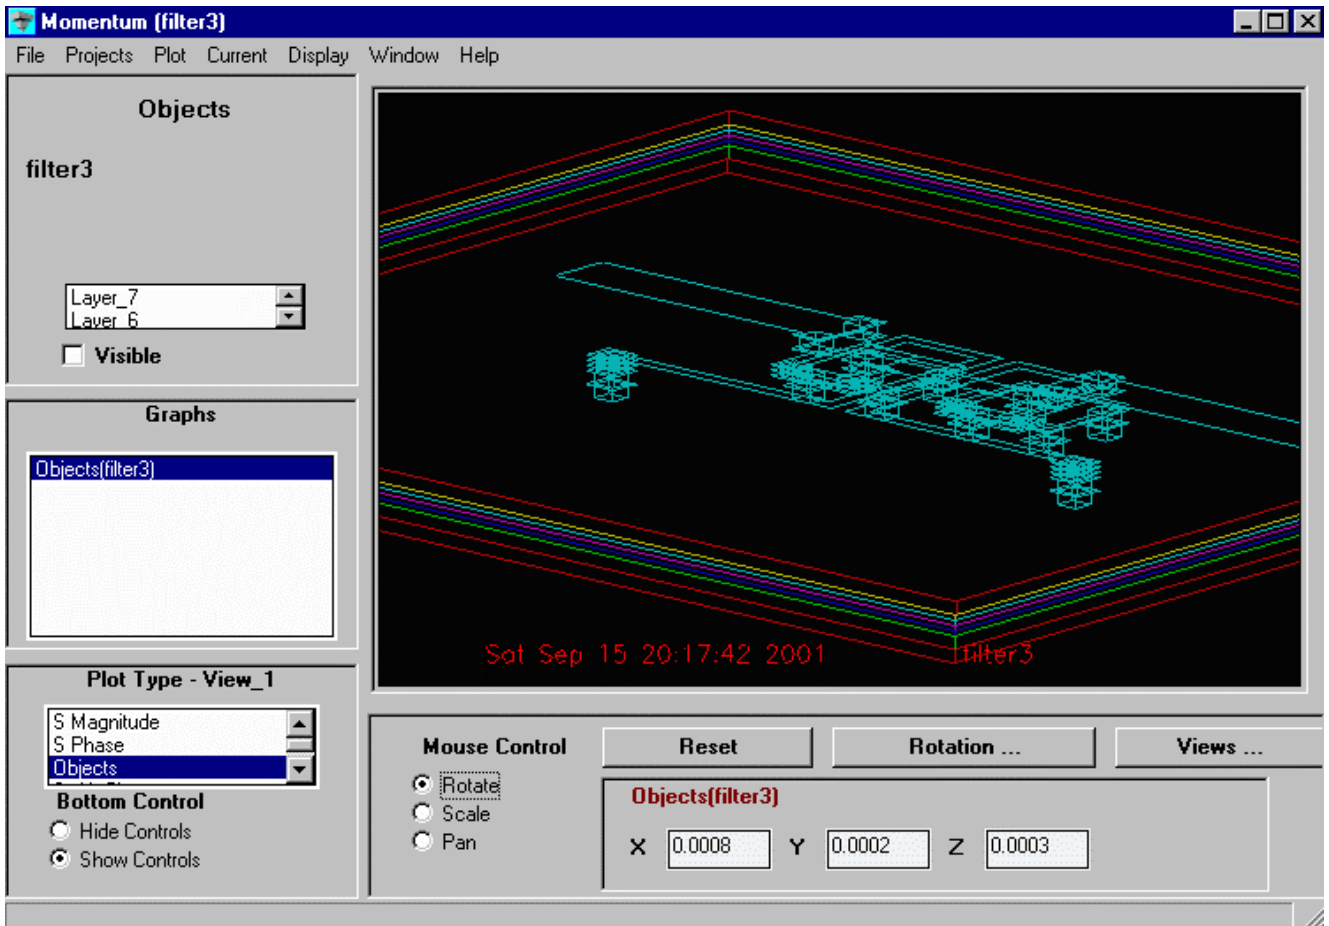 Momentum (filter3)
File Projects Plot Current Display Window Help
Objects
filter3
Layer_7
Layer_6
Visible
Graphs
Objects(filter3)
Plot Type - View_1
S Magnitude
S Phase
Objects
Bottom Control
Hide Controls
Show Controls
Sat Sep 15 20:17:42 2001 filter3
Mouse Control
Rotate
Scale
Pan
Reset Rotation ... Views ...
Objects(filter3)
X 0.0008 Y 0.0002 Z 0.0003